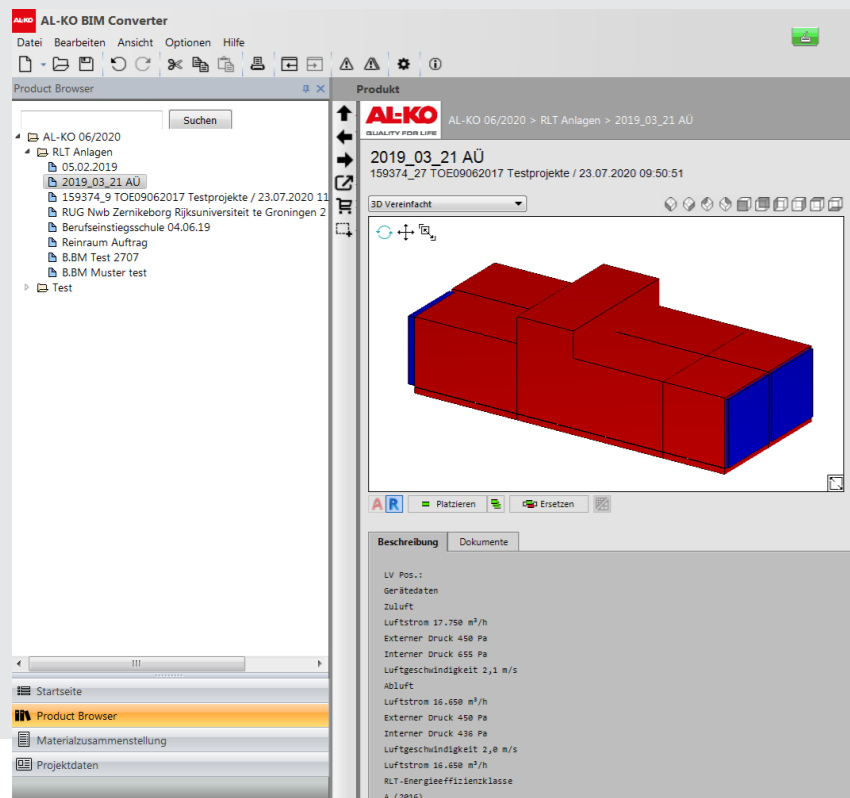 AL-KO AL-KO BIM Converter
Datei Bearbeiten Ansicht Optionen Hilfe
Product Browser
Suchen
AL-KO 06/2020
RLT Anlagen
05.02.2019
2019_03_21 AÜ
159374_9 TOE09062017 Testprojekte / 23.07.2020 11
RUG Nwb Zernikeborg Rijksuniversiteit te Groningen 2
Berufseinstiegsschule 04.06.19
Reinraum Auftrag
B.BM Test 2707
B.BM Muster test
Test
Startseite
Product Browser
Materialzusammenstellung
Projektdaten
Produkt
AL-KO
QUALITY FOR LIFE
AL-KO 06/2020 > RLT Anlagen > 2019_03_21 AÜ
2019_03_21 AÜ
159374_27 TOE09062017 Testprojekte / 23.07.2020 09:50:51
3D Vereinfacht
A R Platzieren Ersetzen
Beschreibung Dokumente
LV Pos.:
Gerätedaten
Zuluft
Luftstrom 17.750 m³/h
Externer Druck 450 Pa
Interner Druck 655 Pa
Luftgeschwindigkeit 2,1 m/s
Abluft
Luftstrom 16.650 m³/h
Externer Druck 450 Pa
Interner Druck 436 Pa
Luftgeschwindigkeit 2,0 m/s
Luftstrom 16.650 m³/h
RLT-Energieeffizienzklasse
A (2016)